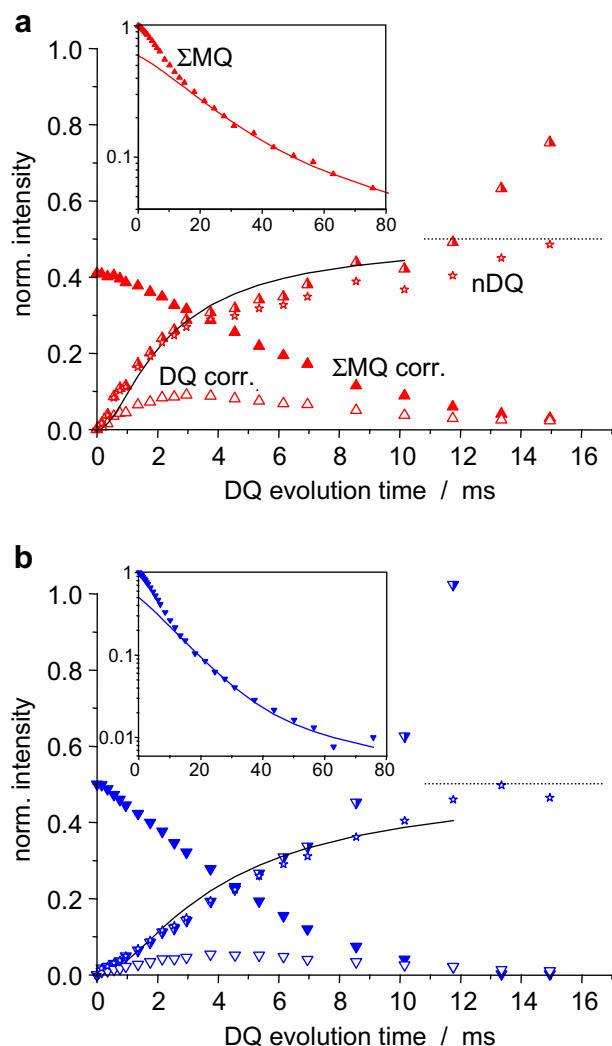 a
norm. intensity
1.0
0.8
0.6
0.4
0.2
0.0
1
0.1
ΣMQ
0 20 40 60 80
nDQ
ΣMQ corr.
DQ corr.
0 2 4 6 8 10 12 14 16
DQ evolution time / ms
b
norm. intensity
1.0
0.8
0.6
0.4
0.2
0.0
1
0.1
0.01
0 20 40 60 80
0 2 4 6 8 10 12 14 16
DQ evolution time / ms